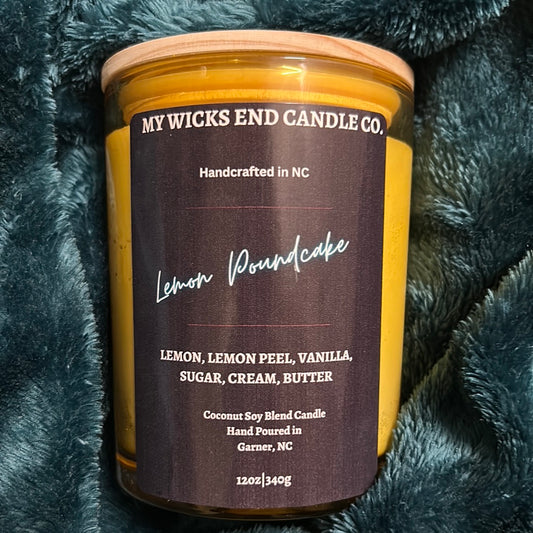 MY WICKS END CANDLE CO.
Handcrafted in NC
Lemon Poundcake
LEMON, LEMON PEEL, VANILLA,
SUGAR, CREAM, BUTTER
Coconut Soy Blend Candle
Hand Poured in
Garner, NC
12oz|340g